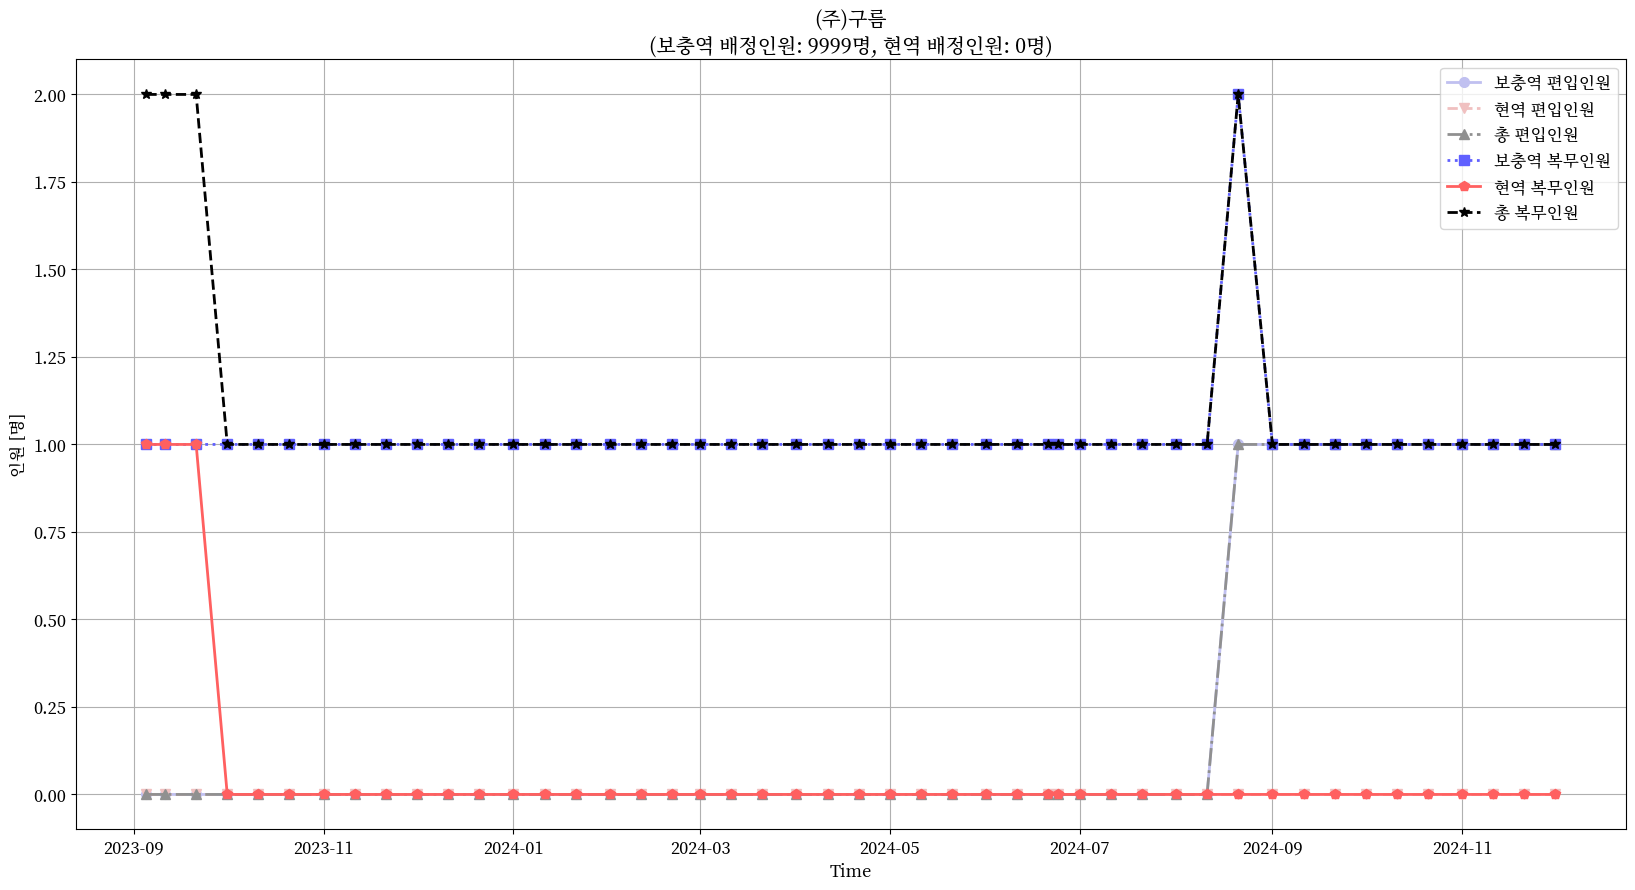 (주)구름
(보충역 배정인원: 9999명, 현역 배정인원: 0명)
보충역 편입인원
현역 편입인원
총 편입인원
보충역 복무인원
현역 복무인원
총 복무인원
인원 [명]
2.00
1.75
1.50
1.25
1.00
0.75
0.50
0.25
0.00
2023-09 2023-11 2024-01 2024-03 2024-05 2024-07 2024-09 2024-11
Time